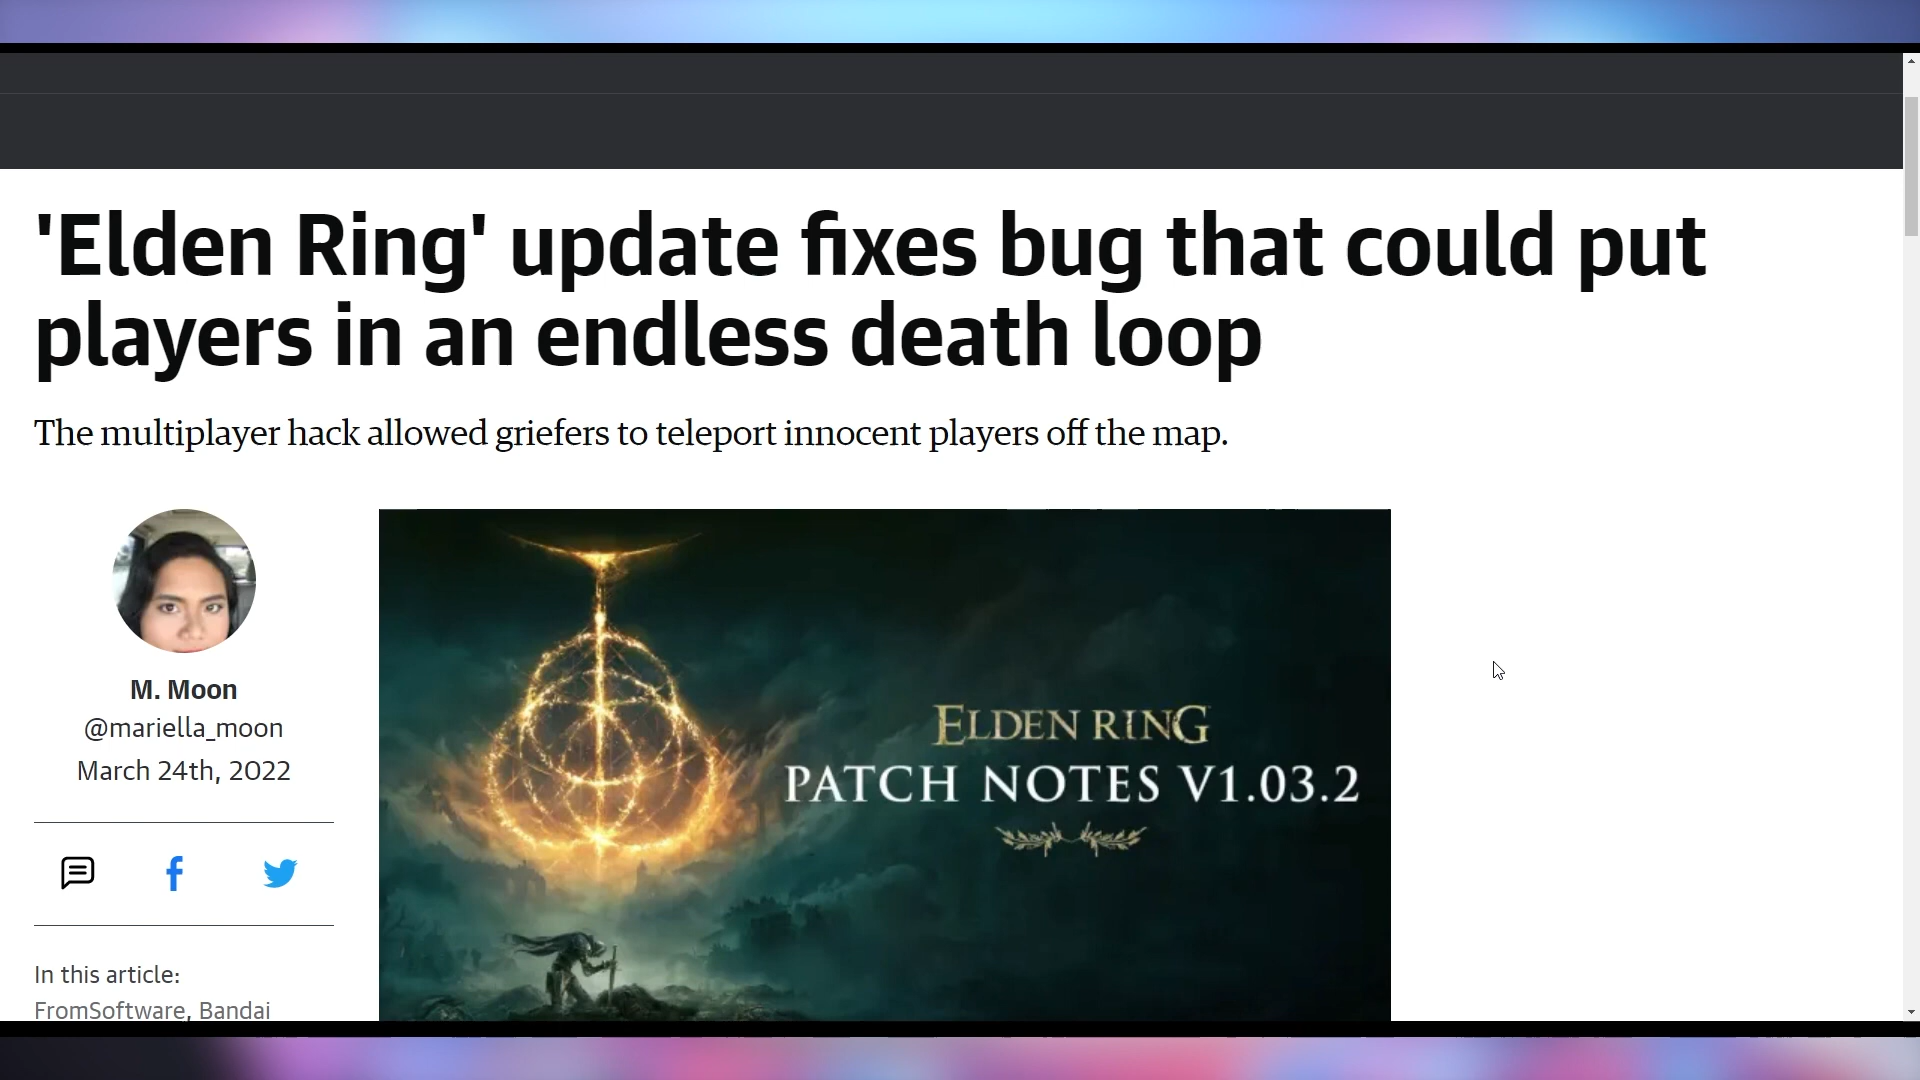 'Elden Ring' update fixes bug that could put
players in an endless death loop
The multiplayer hack allowed griefers to teleport innocent players off the map.
M. Moon
@mariella_moon
March 24th, 2022
In this article:
FromSoftware, Bandai
ELDEN RING
PATCH NOTES V1.03.2